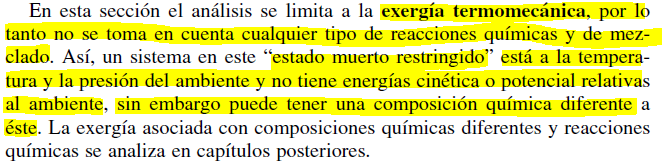 En esta sección el análisis se limita a la exergía termomecánica, por lo
tanto no se toma en cuenta cualquier tipo de reacciones químicas y de mez-
clado. Así, un sistema en este “estado muerto restringido” está a la tempera-
tura y la presión del ambiente y no tiene energías cinética o potencial relativas
al ambiente, sin embargo puede tener una composición química diferente a
éste. La exergía asociada con composiciones químicas diferentes y reacciones
químicas se analiza en capítulos posteriores.